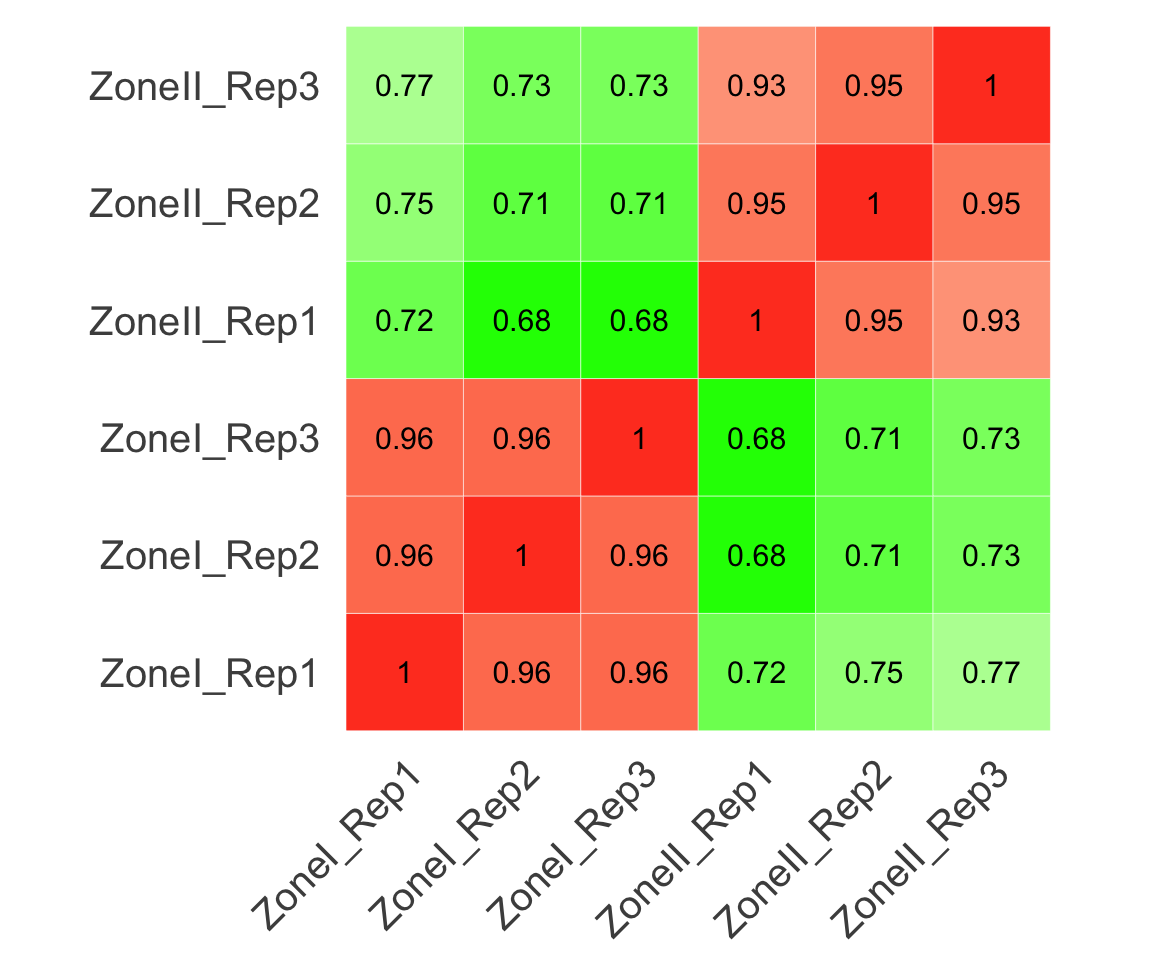 ZoneII_Rep3 0.77 0.73 0.73 0.93 0.95 1
ZoneII_Rep2 0.75 0.71 0.71 0.95 1 0.95
ZoneII_Rep1 0.72 0.68 0.68 1 0.95 0.93
ZoneI_Rep3 0.96 0.96 1 0.68 0.71 0.73
ZoneI_Rep2 0.96 1 0.96 0.68 0.71 0.73
ZoneI_Rep1 1 0.96 0.96 0.72 0.75 0.77
ZoneI_Rep1 ZoneI_Rep2 ZoneI_Rep3 ZoneII_Rep1 ZoneII_Rep2 ZoneII_Rep3